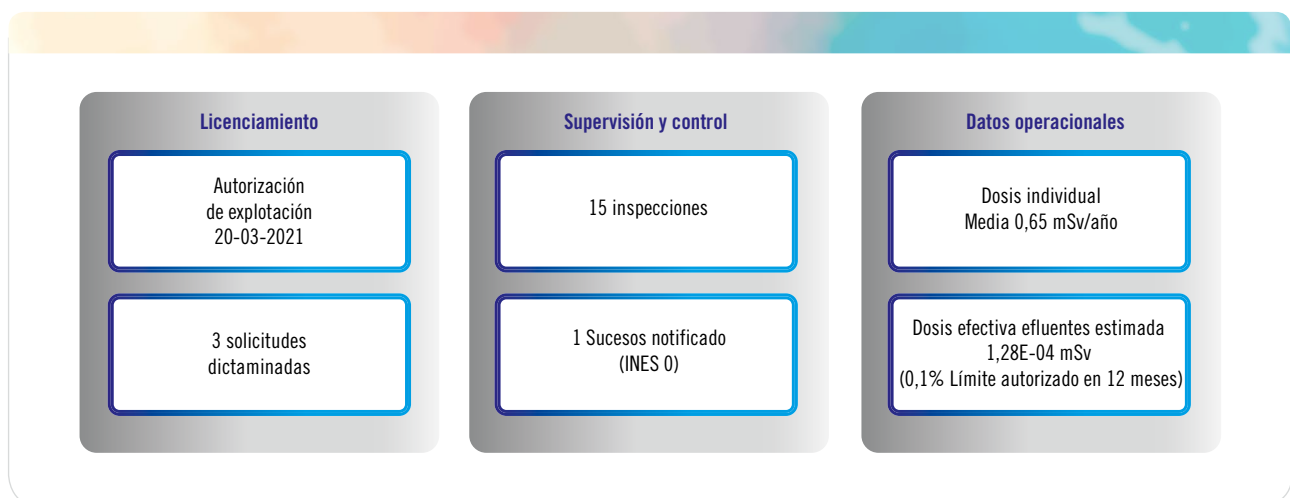 Licenciamiento
Autorización
de explotación
20-03-2021
3 solicitudes
dictaminadas
Supervisión y control
15 inspecciones
1 Sucesos notificado
(INES 0)
Datos operacionales
Dosis individual
Media 0,65 mSv/año
Dosis efectiva efluentes estimada
1,28E-04 mSv
(0,1% Límite autorizado en 12 meses)